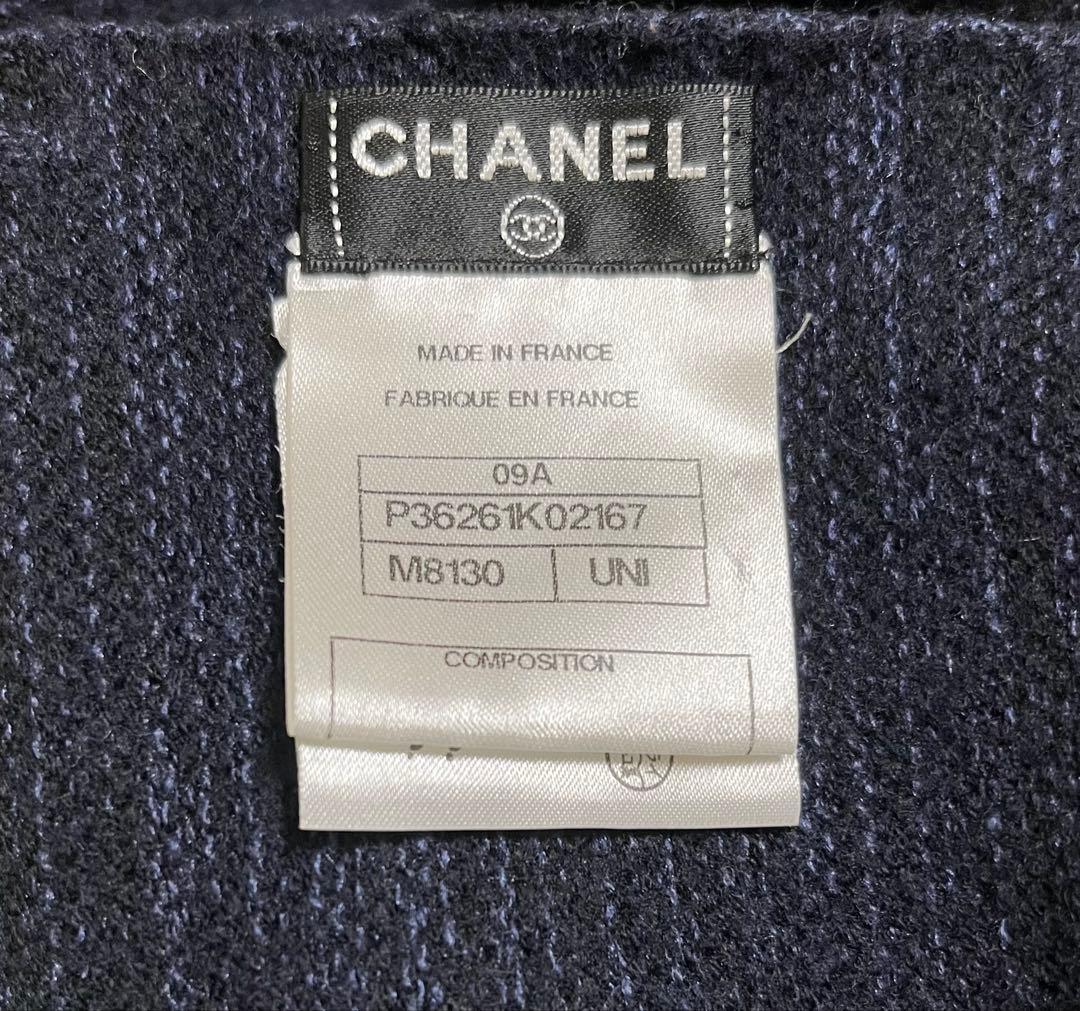 CHANEL
MADE IN FRANCE
FABRIQUE EN FRANCE
09A
P36261K02167
M8130 UNI
COMPOSITION